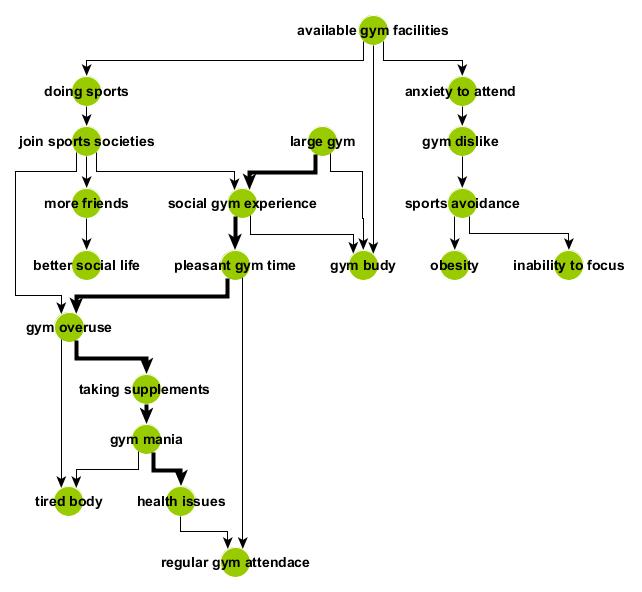 available gym facilities
doing sports
anxiety to attend
join sports societies
large gym
gym dislike
more friends
social gym experience
sports avoidance
better social life
pleasant gym time
gym budy
obesity
inability to focus
gym overuse
taking supplements
gym mania
tired body
health issues
regular gym attendace